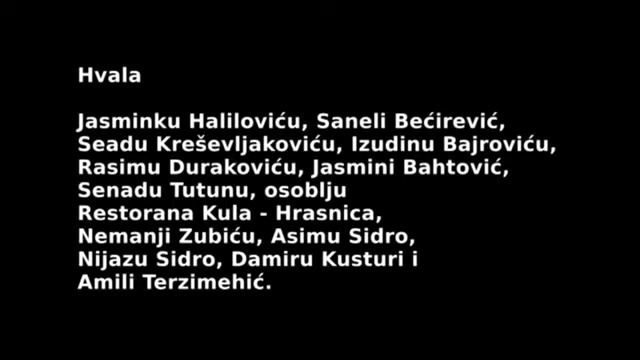 Hvala
Jasminku Haliloviću, Saneli Bećirević,
Seadu Kreševljakoviću, Izudinu Bajroviću,
Rasimu Durakoviću, Jasmini Bahtović,
Senadu Tutunu, osoblju
Restorana Kula - Hrasnica,
Nemanji Zubiću, Asimu Sidro,
Nijazu Sidro, Damiru Kusturi i
Amili Terzimehić.